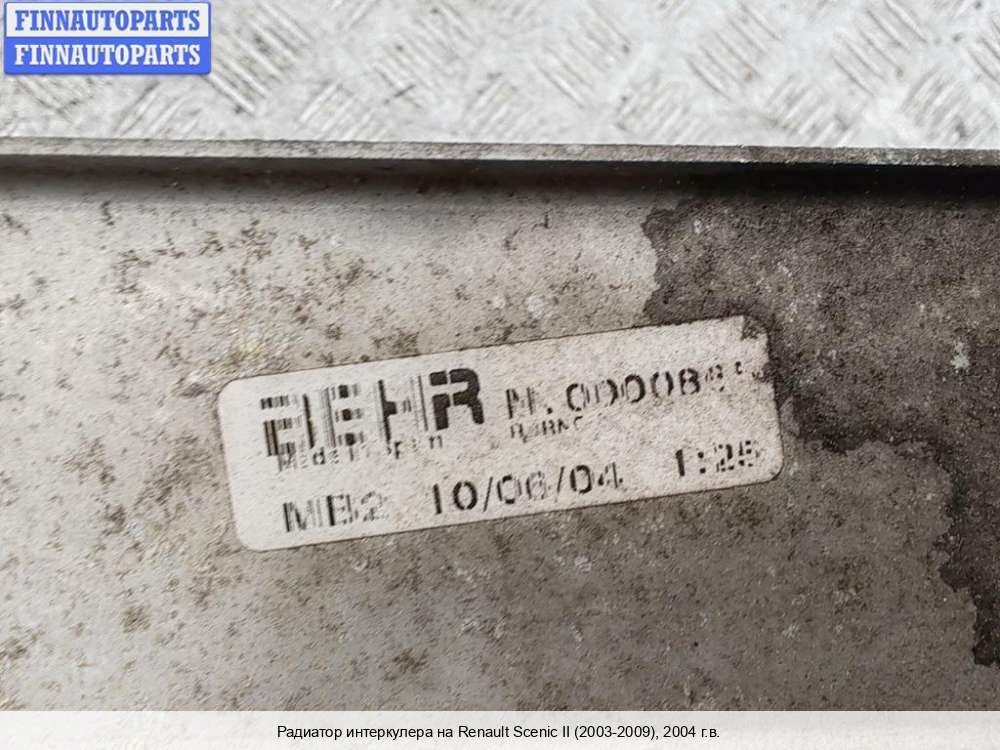 FINNAUTOPARTS
FINNAUTOPARTS
BEHR
MB2 10/06/04 1:25
Радиатор интеркулера на Renault Scenic II (2003-2009), 2004 г.в.